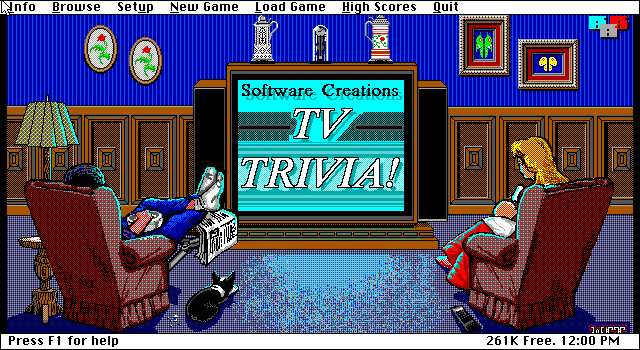 Info Browse Setup New Game Load Game High Scores Quit
Software Creations
TV
TRIVIA!
Press F1 for help
261K Free. 12:00 PM